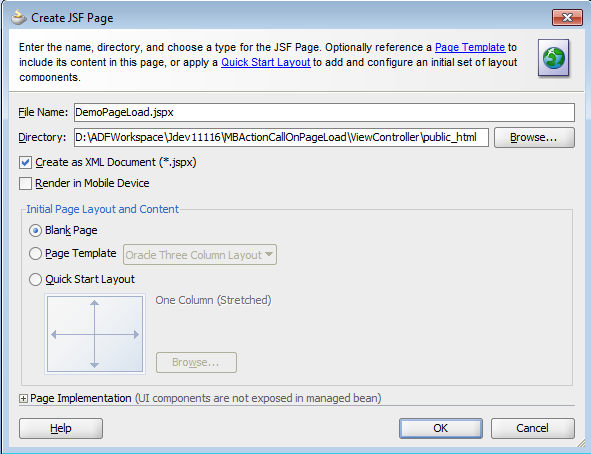 Create JSF Page
Enter the name, directory, and choose a type for the JSF Page. Optionally reference a Page Template to
include its content in this page, or apply a Quick Start Layout to add and configure an initial set of layout
components.
File Name: DemoPageLoad.jspx
Directory: D:\ADFWorkspace\Jdev11116\MBActionCallOnPageLoad\ViewController\public_html Browse...
Create as XML Document (*.jspx)
Render in Mobile Device
Initial Page Layout and Content
Blank Page
Page Template Oracle Three Column Layout
Quick Start Layout
One Column (Stretched)
Browse...
Page Implementation (UI components are not exposed in managed bean)
Help OK Cancel